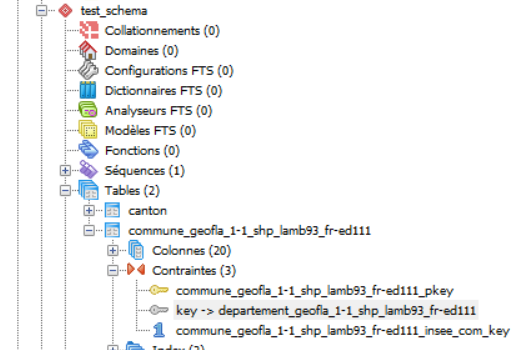 test_schema
Collationnements (0)
Domaines (0)
Configurations FTS (0)
Dictionnaires FTS (0)
Analyseurs FTS (0)
Modèles FTS (0)
Fonctions (0)
Séquences (1)
Tables (2)
canton
commune_geofla_1-1_shp_lamb93_fr-ed111
Colonnes (20)
Contraintes (3)
commune_geofla_1-1_shp_lamb93_fr-ed111_pkey
key -> departement_geofla_1-1_shp_lamb93_fr-ed111
1 commune_geofla_1-1_shp_lamb93_fr-ed111_insee_com_key